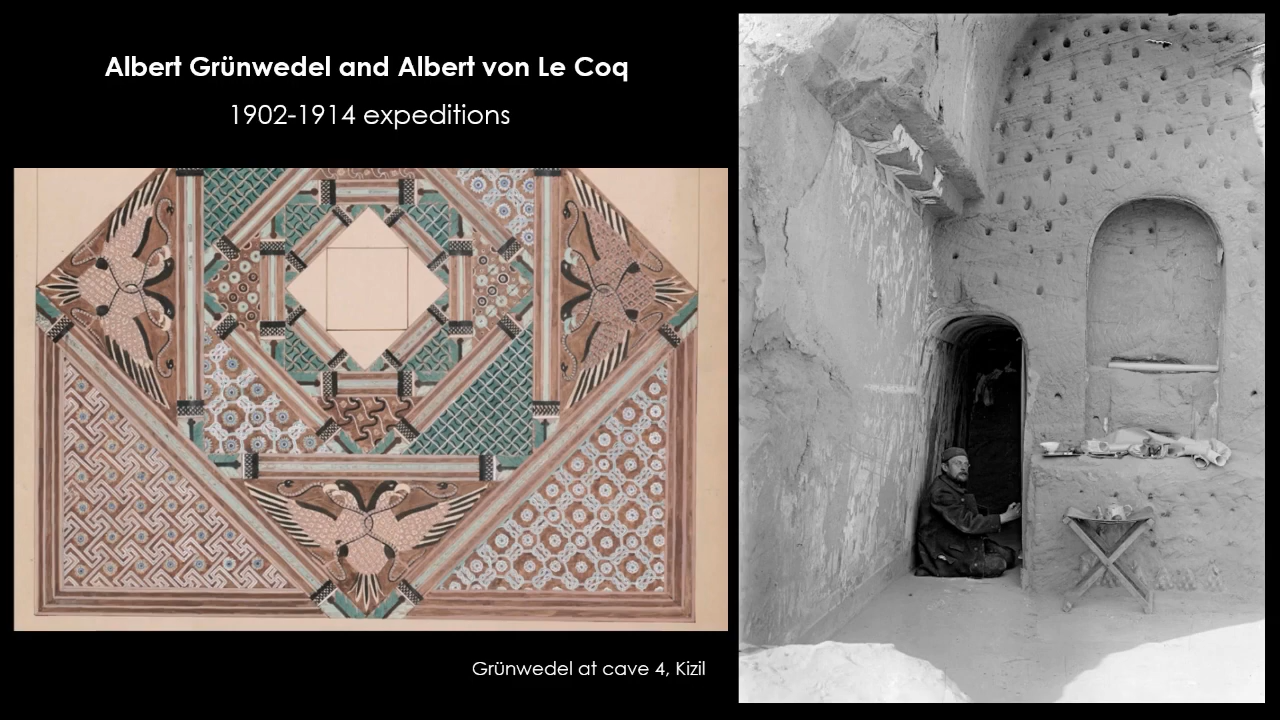 Albert Grünwedel and Albert von Le Coq
1902-1914 expeditions
Grünwedel at cave 4, Kizil